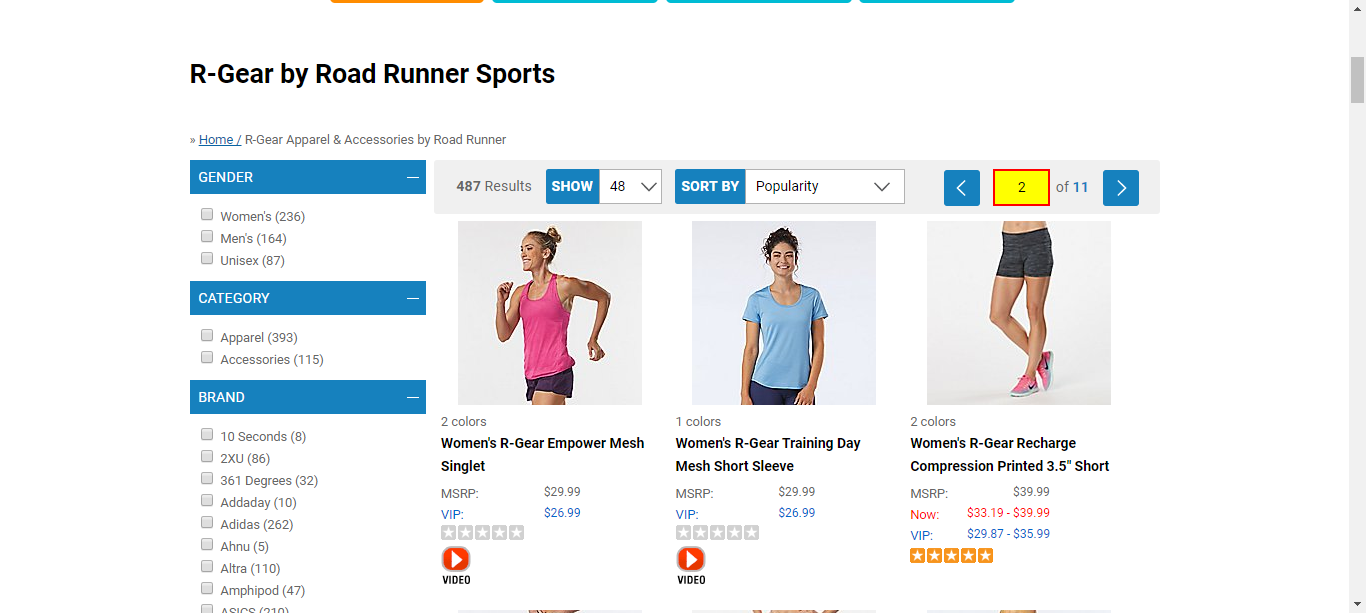 R-Gear by Road Runner Sports
» Home / R-Gear Apparel & Accessories by Road Runner
GENDER
Women's (236)
Men's (164)
Unisex (87)
CATEGORY
Apparel (393)
Accessories (115)
BRAND
10 Seconds (8)
2XU (86)
361 Degrees (32)
Addaday (10)
Adidas (262)
Ahnu (5)
Altra (110)
Amphipod (47)
ASICS (210)
487 Results SHOW 48 SORT BY Popularity 2 of 11
2 colors
Women's R-Gear Empower Mesh
Singlet
MSRP: $29.99
VIP: $26.99
VIDEO
1 colors
Women's R-Gear Training Day
Mesh Short Sleeve
MSRP: $29.99
VIP: $26.99
VIDEO
2 colors
Women's R-Gear Recharge
Compression Printed 3.5" Short
MSRP: $39.99
Now: $33.19 - $39.99
VIP: $29.87 - $35.99